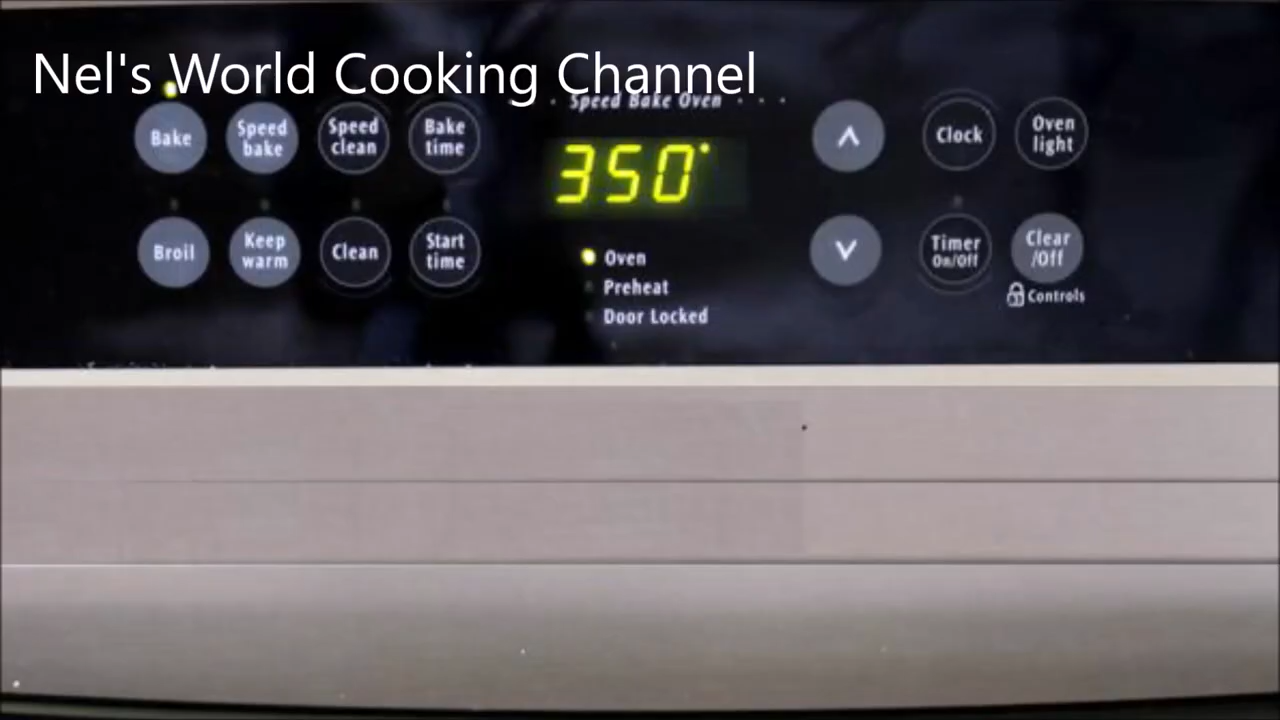 Nel's World Cooking Channel
Speed Bake Oven
Bake
Speed
bake
Speed
clean
Bake
time
350°
Clock
Oven
light
Broil
Keep
warm
Clean
Start
time
Oven
Preheat
Door Locked
Timer
On/Off
Clear
/Off
Controls